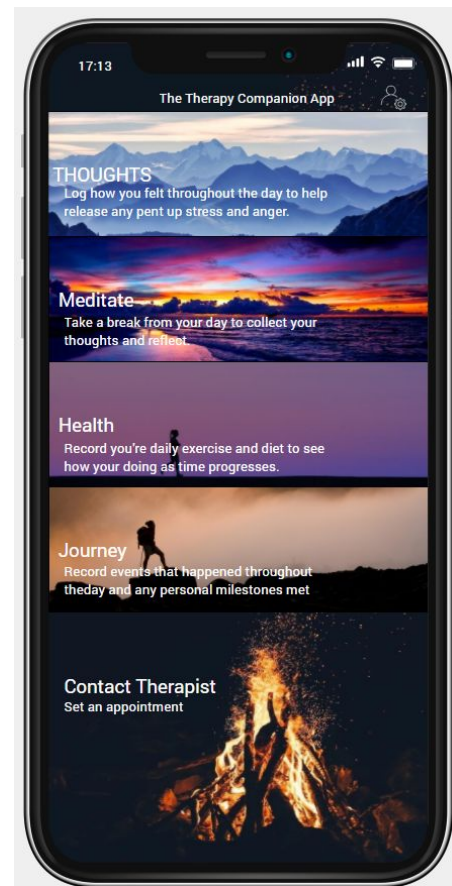 17:13
The Therapy Companion App
THOUGHTS
Log how you felt throughout the day to help
release any pent up stress and anger.
Meditate
Take a break from your day to collect your
thoughts and reflect.
Health
Record you're daily exercise and diet to see
how your doing as time progresses.
Journey
Record events that happened throughout
theday and any personal milestones met
Contact Therapist
Set an appointment